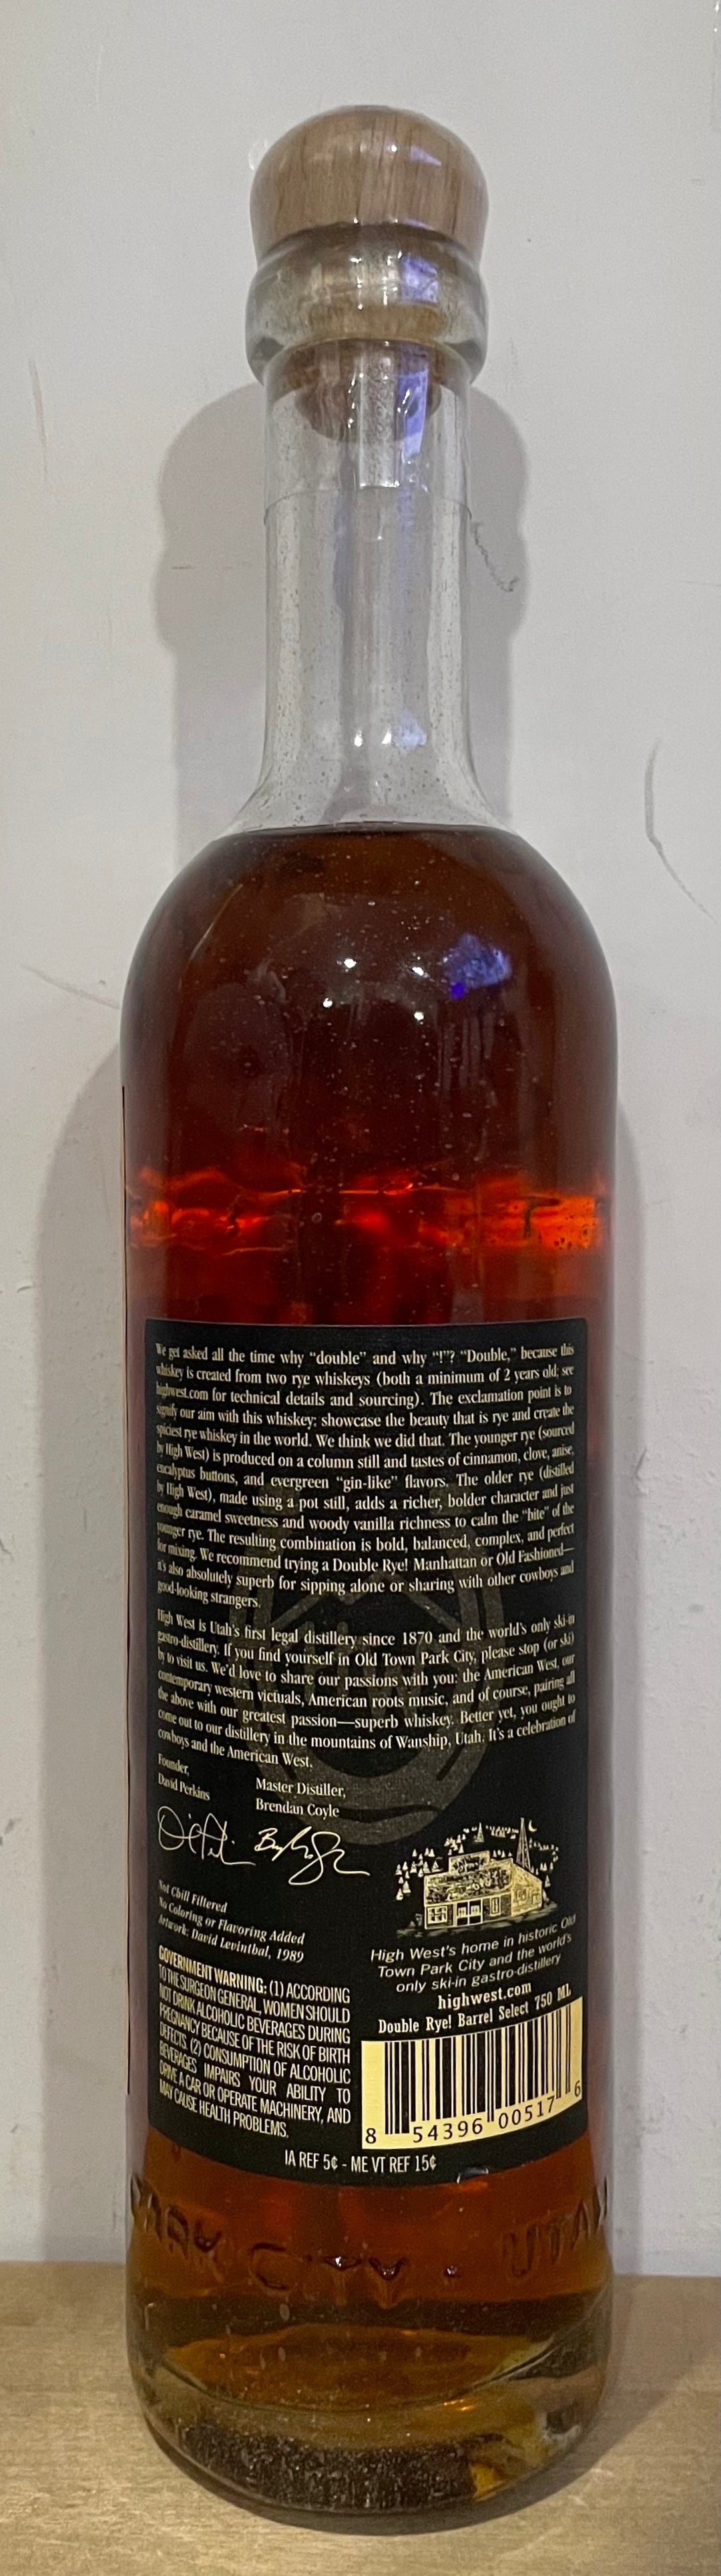 We get asked all the time why “double” and why “!”? “Double,” because this
whiskey is created from two rye whiskeys (both a minimum of 2 years old; see
highwest.com for technical details and sourcing). The exclamation point is to
signify our aim with this whiskey: showcase the beauty that is rye and create the
spiciest rye whiskey in the world. We think we did that. The younger rye (sourced
by High West) is produced on a column still and tastes of cinnamon, clove, anise,
eucalyptus buttons, and evergreen “gin-like” flavors. The older rye (distilled
by High West), made using a pot still, adds a richer, bolder character and just
enough caramel sweetness and woody vanilla richness to calm the “bite” of the
younger rye. The resulting combination is bold, balanced, complex, and perfect
for mixing. We recommend trying a Double Rye! Manhattan or Old Fashioned—
it's also absolutely superb for sipping alone or sharing with other cowboys and
good-looking strangers.
High West is Utah's first legal distillery since 1870 and the world's only ski-in
gastro-distillery. If you find yourself in Old Town Park City, please stop (or ski)
by to visit us. We'd love to share our passions with you: the American West, our
contemporary western victuals, American roots music, and of course, pairing all
the above with our greatest passion—superb whiskey. Better yet, you ought to
come out to our distillery in the mountains of Wanship, Utah. It's a celebration of
cowboys and the American West.
Founder,
David Perkins
Master Distiller,
Brendan Coyle
Not Chill Filtered
No Coloring or Flavoring Added
Artwork: David Levinthal, 1989
High West's home in historic Old
Town Park City and the world's
only ski-in gastro-distillery
highwest.com
Double Rye! Barrel Select 750 ML
GOVERNMENT WARNING: (1) ACCORDING
TO THE SURGEON GENERAL, WOMEN SHOULD
NOT DRINK ALCOHOLIC BEVERAGES DURING
PREGNANCY BECAUSE OF THE RISK OF BIRTH
DEFECTS. (2) CONSUMPTION OF ALCOHOLIC
BEVERAGES IMPAIRS YOUR ABILITY TO
DRIVE A CAR OR OPERATE MACHINERY, AND
MAY CAUSE HEALTH PROBLEMS.
8 54396 00517 6
IA REF 5¢ - ME VT REF 15¢
PARK CITY · UTAH